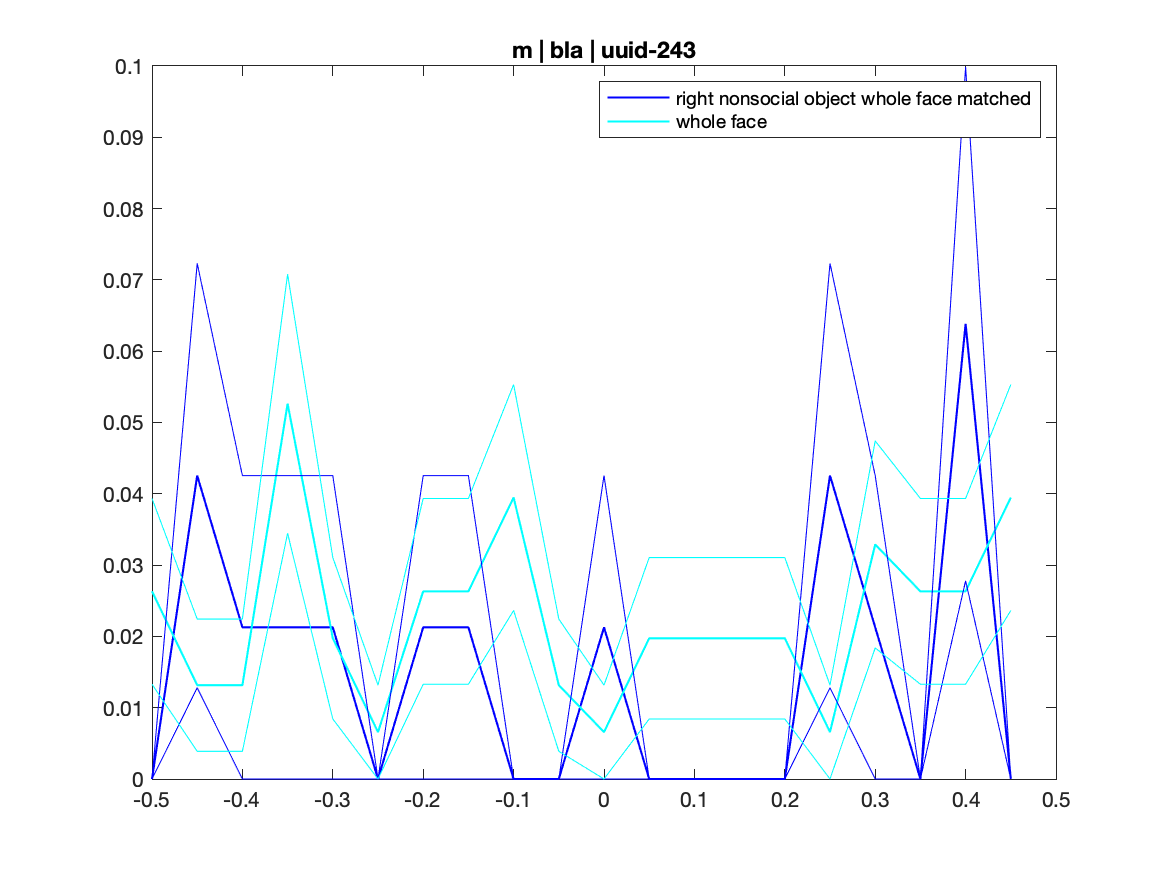 m | bla | uuid-243
right nonsocial object whole face matched
whole face
0.1
0.09
0.08
0.07
0.06
0.05
0.04
0.03
0.02
0.01
0
-0.5 -0.4 -0.3 -0.2 -0.1 0 0.1 0.2 0.3 0.4 0.5